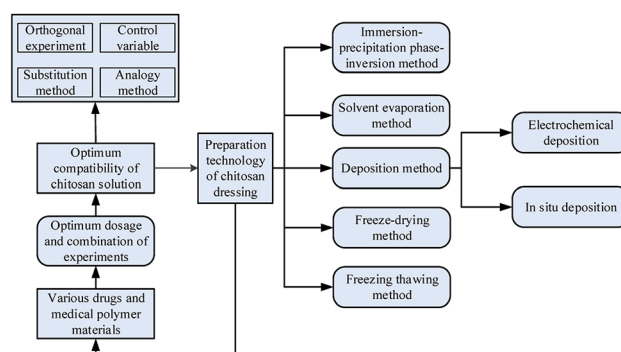 Orthogonal
experiment
Control
variable
Substitution
method
Analogy
method
Optimum
compatibility of
chitosan solution
Optimum dosage
and combination of
experiments
Various drugs and
medical polymer
materials
Preparation
technology
of chitosan
dressing
Immersion-
precipitation phase-
inversion method
Solvent evaporation
method
Deposition method
Freeze-drying
method
Freezing thawing
method
Electrochemical
deposition
In situ deposition